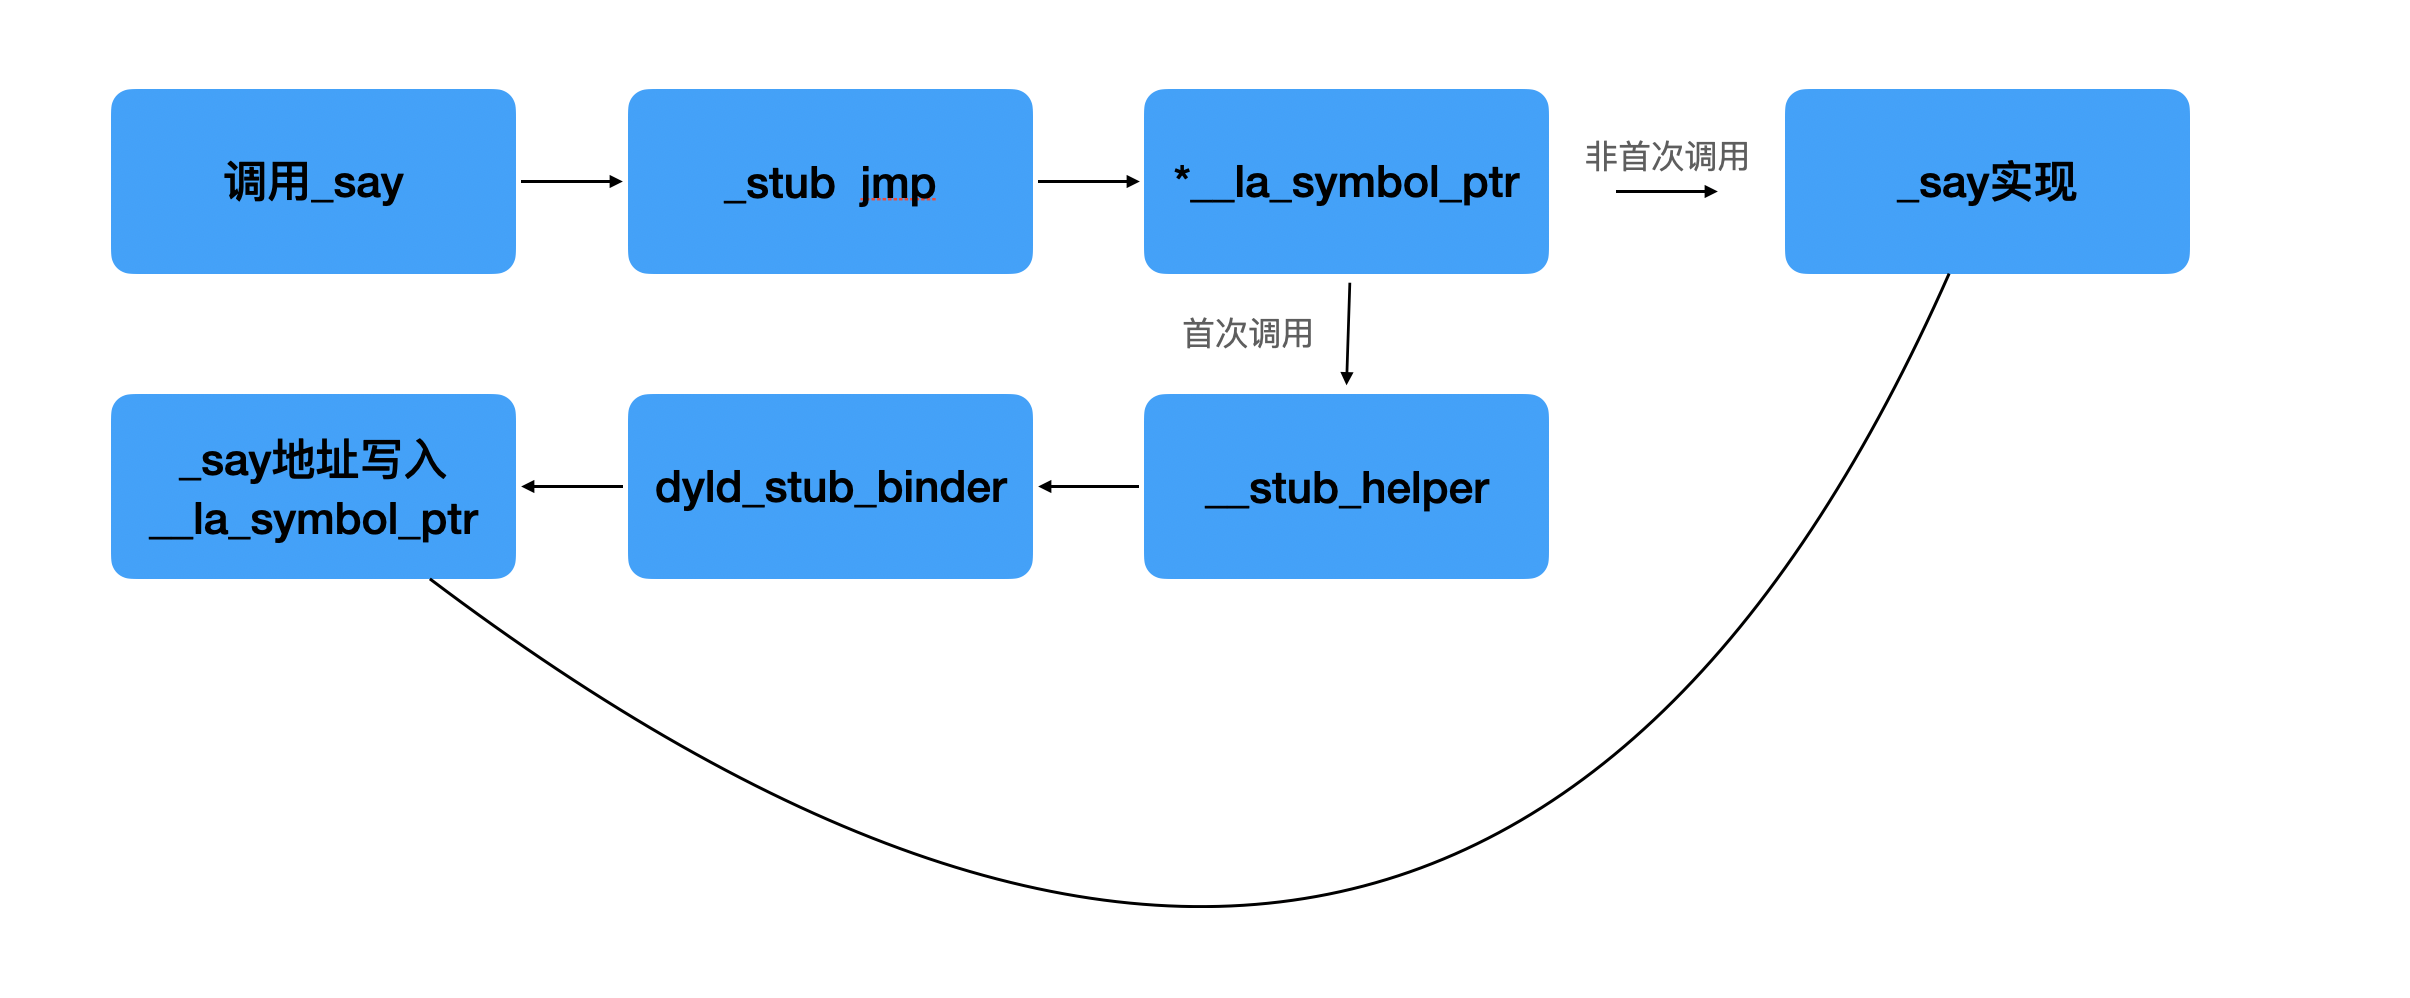 调用_say
_stub jmp
*__la_symbol_ptr
非首次调用
_say实现
首次调用
_say地址写入
__la_symbol_ptr
dyld_stub_binder
__stub_helper